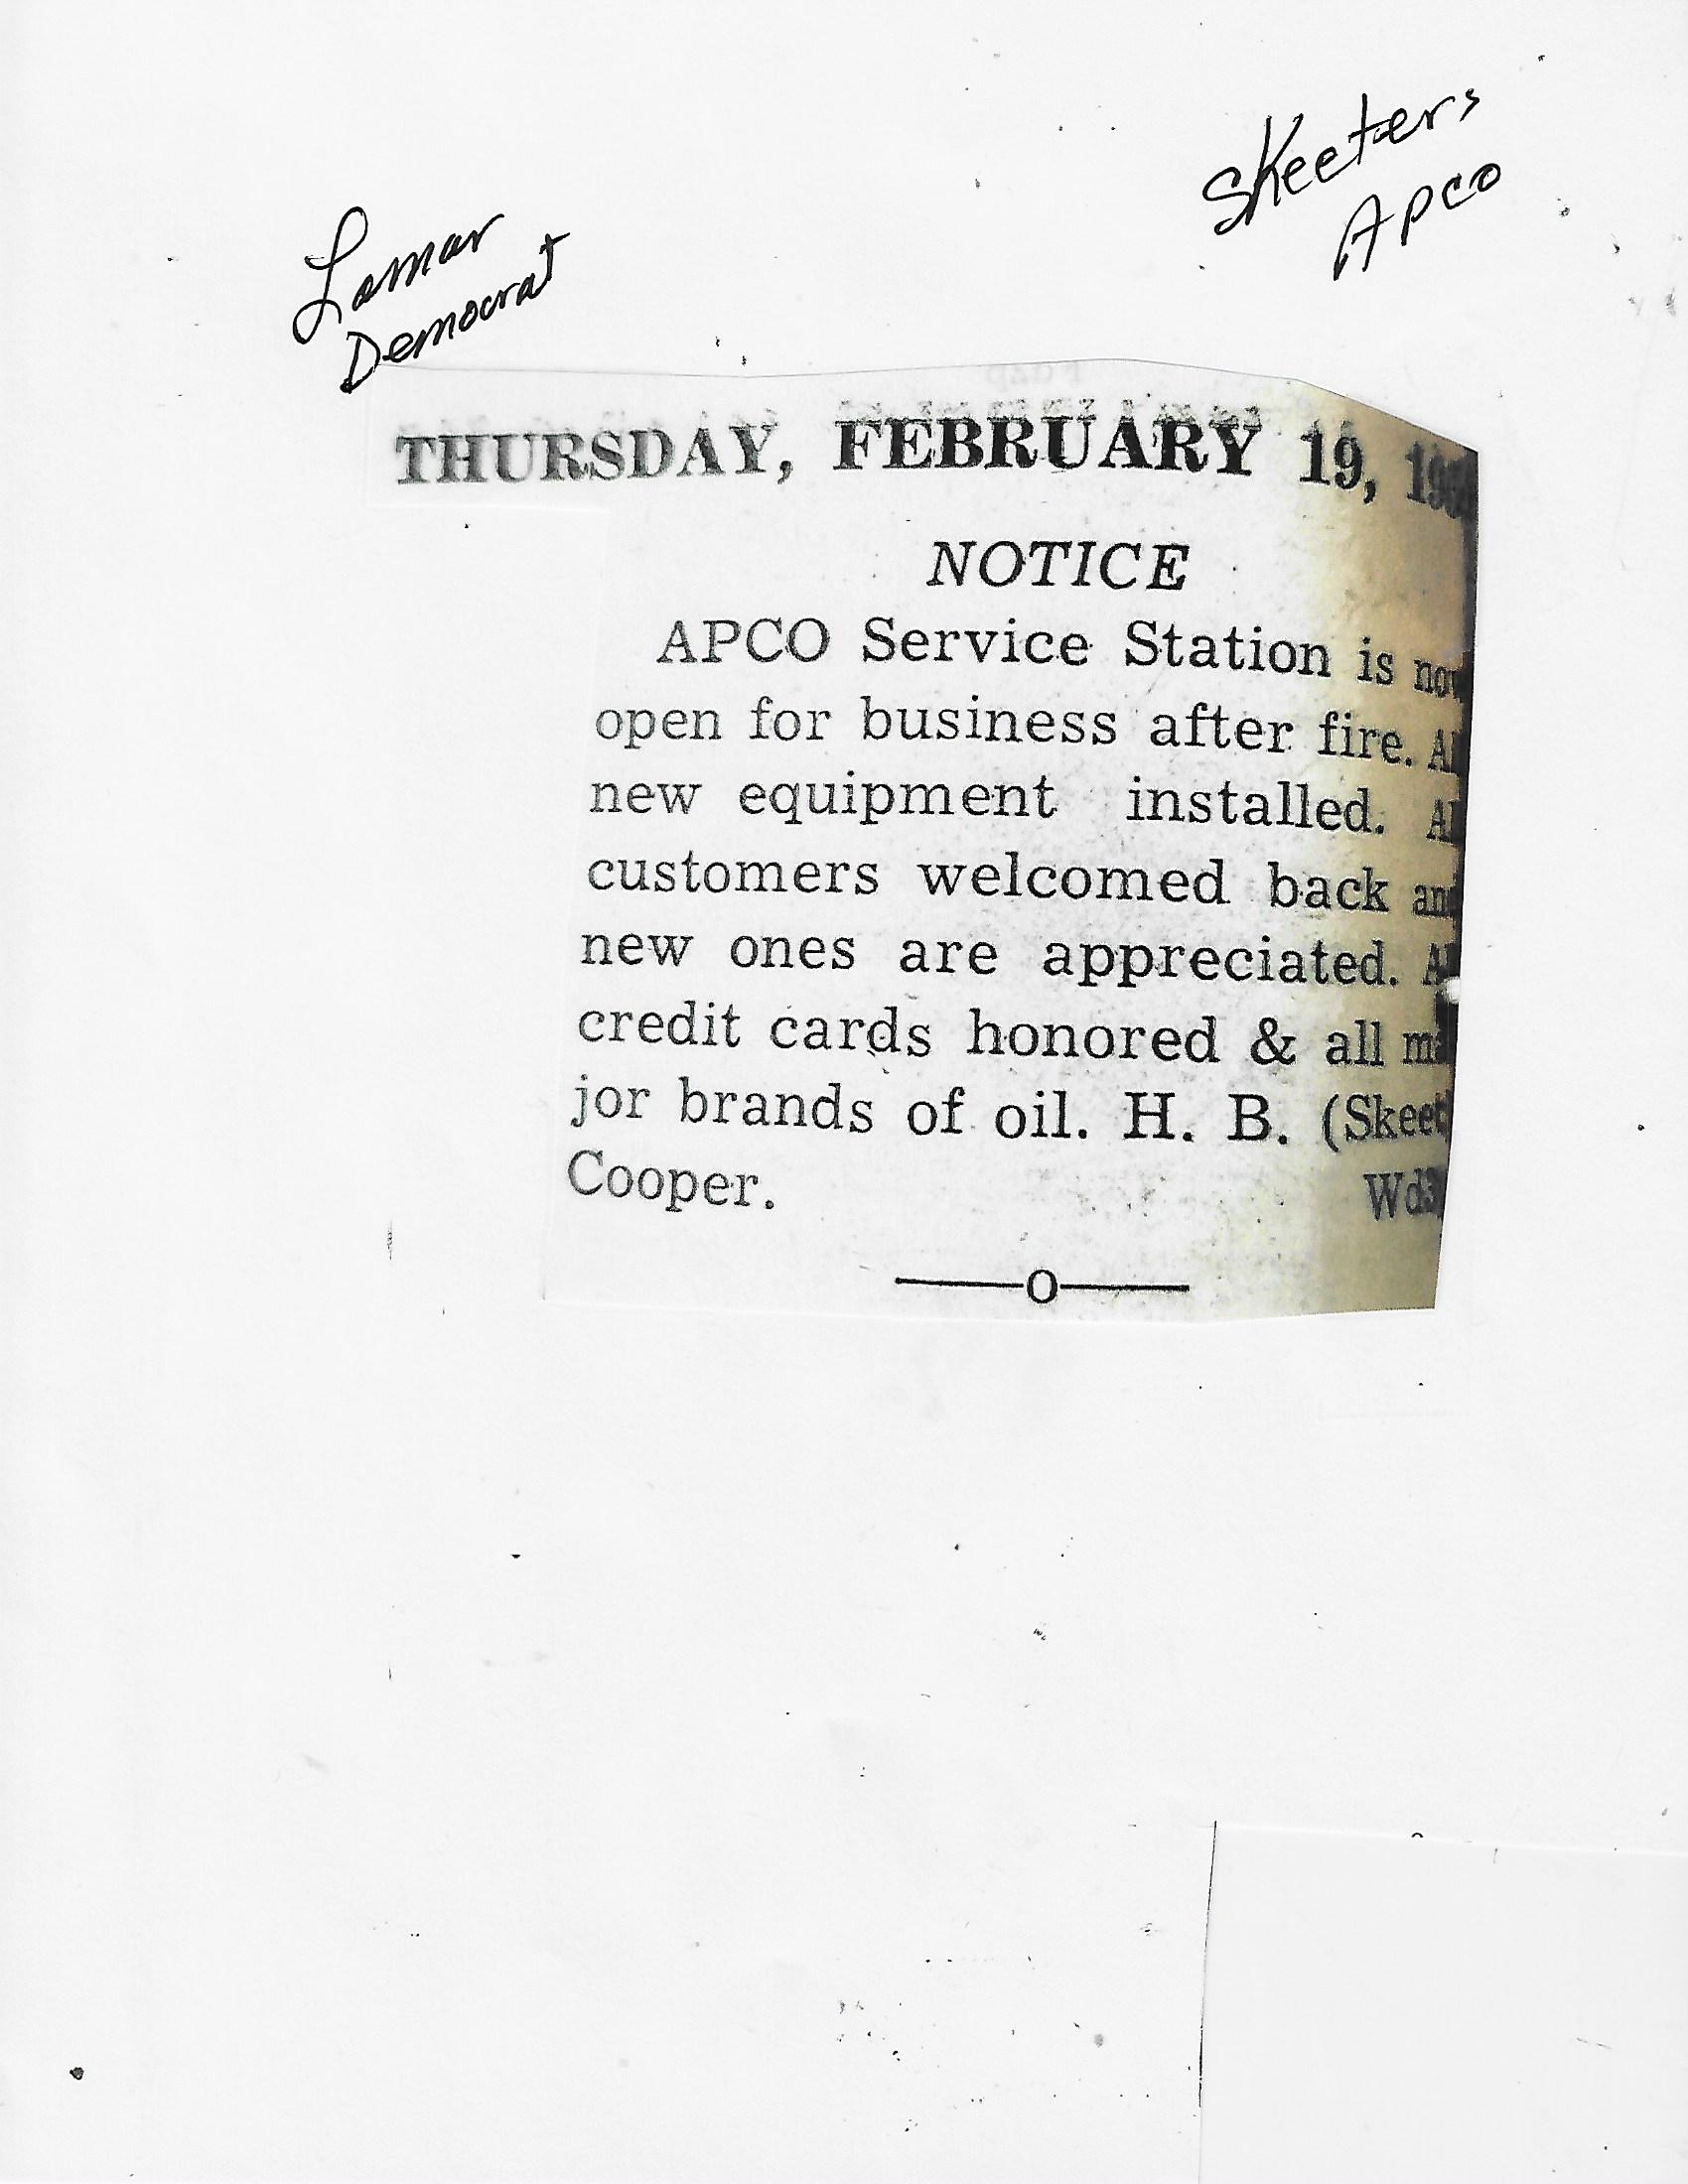 Lamar
Democrat
Skeeters
Apco
THURSDAY, FEBRUARY 19,
NOTICE
APCO Service Station is
open for business after fire.
new equipment installed.
customers welcomed back
new ones are appreciated.
credit cards honored & all
jor brands of oil. H. B. (Skeet
Cooper.
O